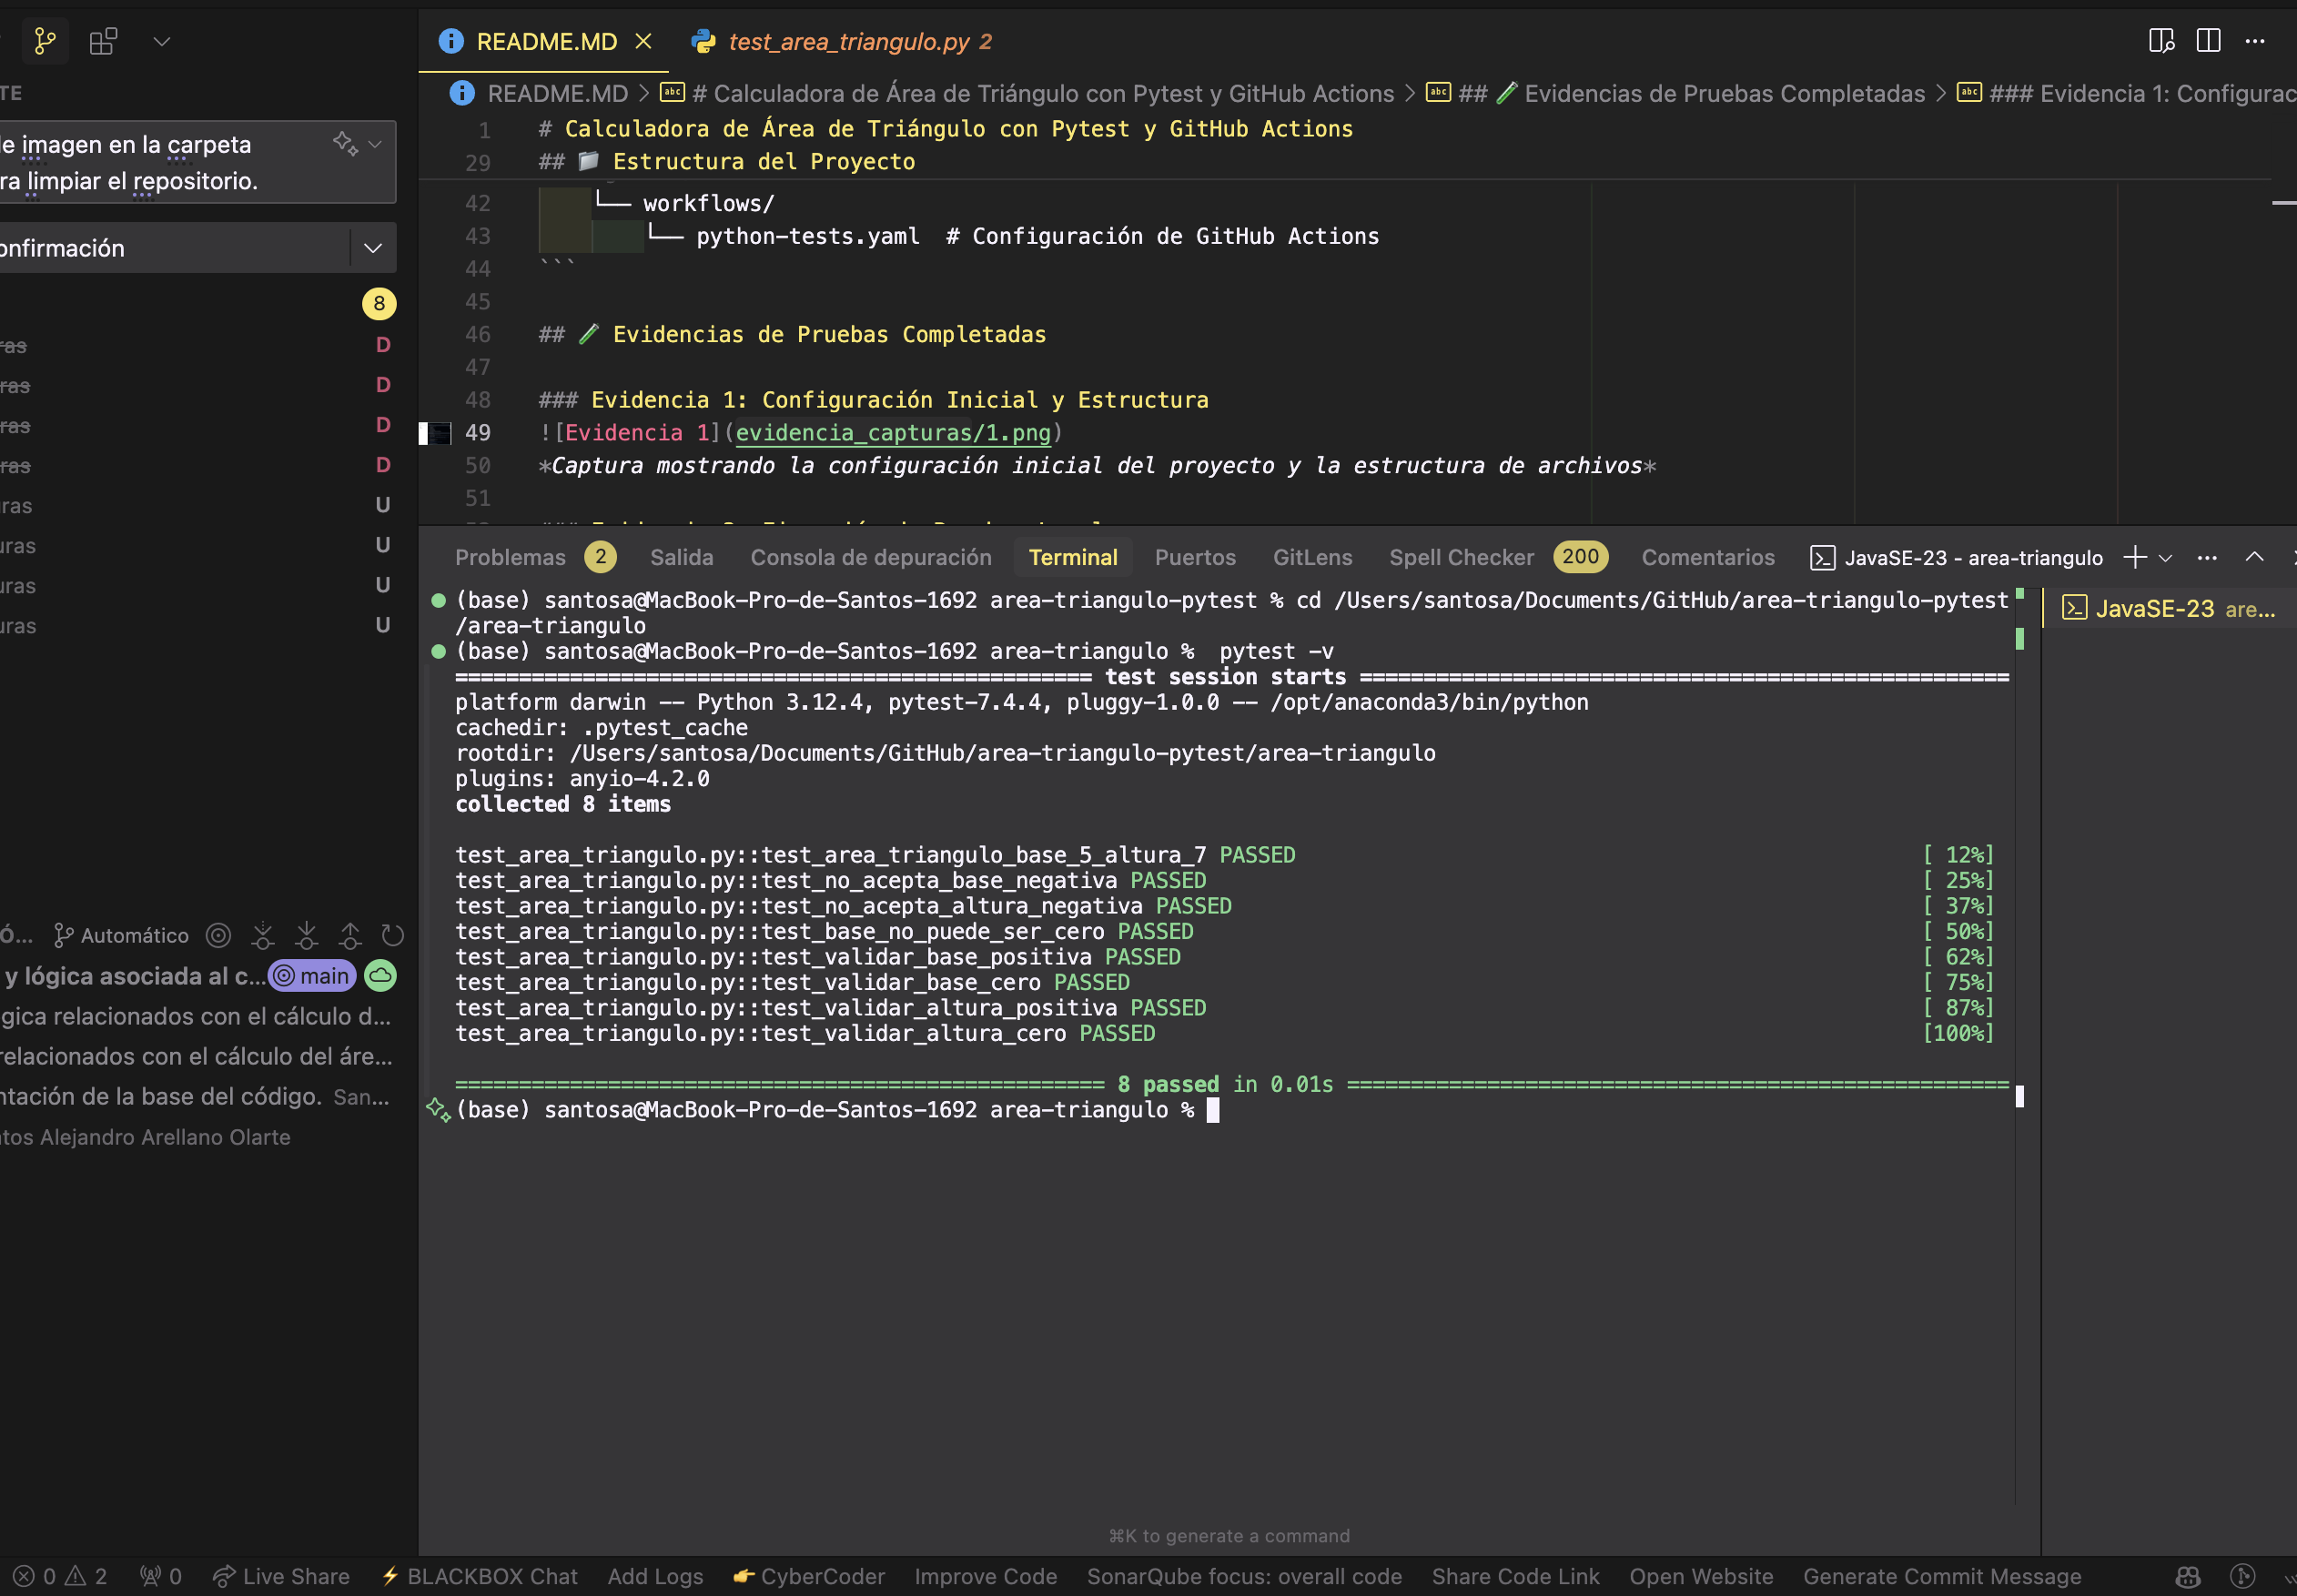 README.MD
test_area_triangulo.py 2
TE
README.MD > # Calculadora de Área de Triángulo con Pytest y GitHub Actions > ## Evidencias de Pruebas Completadas > ### Evidencia 1: Configurac
de imagen en la carpeta
ra limpiar el repositorio.
onfirmación
8
ras D
ras D
ras D
ras D
uras U
uras U
uras U
uras U
Automático
y lógica asociada al c... main
gica relacionados con el cálculo d...
relacionados con el cálculo del áre...
ntación de la base del código. San...
tos Alejandro Arellano Olarte
1 # Calculadora de Área de Triángulo con Pytest y GitHub Actions
29 ## Estructura del Proyecto
42 └── workflows/
43 └── python-tests.yaml # Configuración de GitHub Actions
44 ```
45
46 ## Evidencias de Pruebas Completadas
47
48 ### Evidencia 1: Configuración Inicial y Estructura
49 ![Evidencia 1](evidencia_capturas/1.png)
50 *Captura mostrando la configuración inicial del proyecto y la estructura de archivos*
51
Problemas 2 Salida Consola de depuración Terminal Puertos GitLens Spell Checker 200 Comentarios JavaSE-23 - area-triangulo
(base) santosa@MacBook-Pro-de-Santos-1692 area-triangulo-pytest % cd /Users/santosa/Documents/GitHub/area-triangulo-pytest
/area-triangulo
(base) santosa@MacBook-Pro-de-Santos-1692 area-triangulo %  pytest -v
================================================== test session starts ===================================================
platform darwin -- Python 3.12.4, pytest-7.4.4, pluggy-1.0.0 -- /opt/anaconda3/bin/python
cachedir: .pytest_cache
rootdir: /Users/santosa/Documents/GitHub/area-triangulo-pytest/area-triangulo
plugins: anyio-4.2.0
collected 8 items
test_area_triangulo.py::test_area_triangulo_base_5_altura_7 PASSED [ 12%]
test_area_triangulo.py::test_no_acepta_base_negativa PASSED [ 25%]
test_area_triangulo.py::test_no_acepta_altura_negativa PASSED [ 37%]
test_area_triangulo.py::test_base_no_puede_ser_cero PASSED [ 50%]
test_area_triangulo.py::test_validar_base_positiva PASSED [ 62%]
test_area_triangulo.py::test_validar_base_cero PASSED [ 75%]
test_area_triangulo.py::test_validar_altura_positiva PASSED [ 87%]
test_area_triangulo.py::test_validar_altura_cero PASSED [100%]
=================================================== 8 passed in 0.01s ====================================================
(base) santosa@MacBook-Pro-de-Santos-1692 area-triangulo %
JavaSE-23 are...
⌘K to generate a command
0 2 0 Live Share BLACKBOX Chat Add Logs CyberCoder Improve Code SonarQube focus: overall code Share Code Link Open Website Generate Commit Message